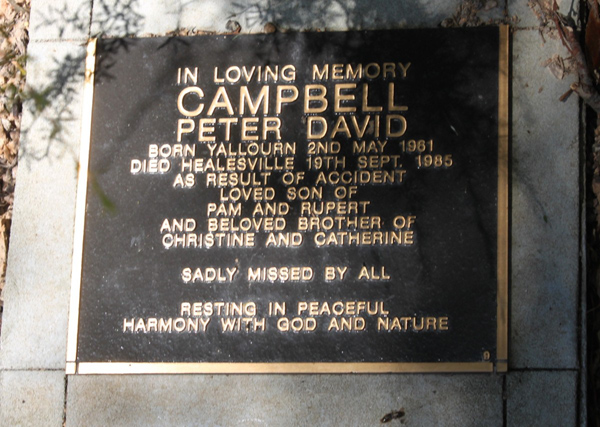 IN LOVING MEMORY
CAMPBELL
PETER DAVID
BORN YALLOURN 2ND MAY 1961
DIED HEALESVILLE 19TH SEPT. 1985
AS RESULT OF ACCIDENT
LOVED SON OF
PAM AND RUPERT
AND BELOVED BROTHER OF
CHRISTINE AND CATHERINE
SADLY MISSED BY ALL
RESTING IN PEACEFUL
HARMONY WITH GOD AND NATURE